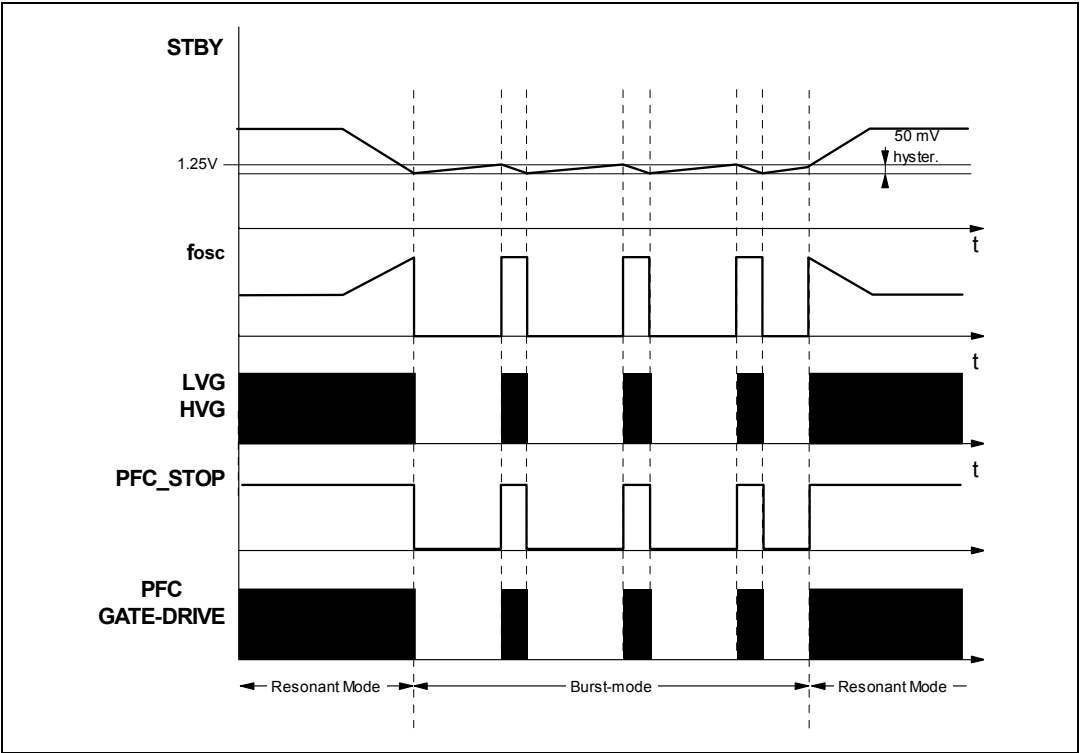 STBY
50 mV
hyster.
1.25V
t
fosc
t
LVG
HVG
t
PFC_STOP
PFC
GATE-DRIVE
Resonant Mode
Burst-mode
Resonant Mode